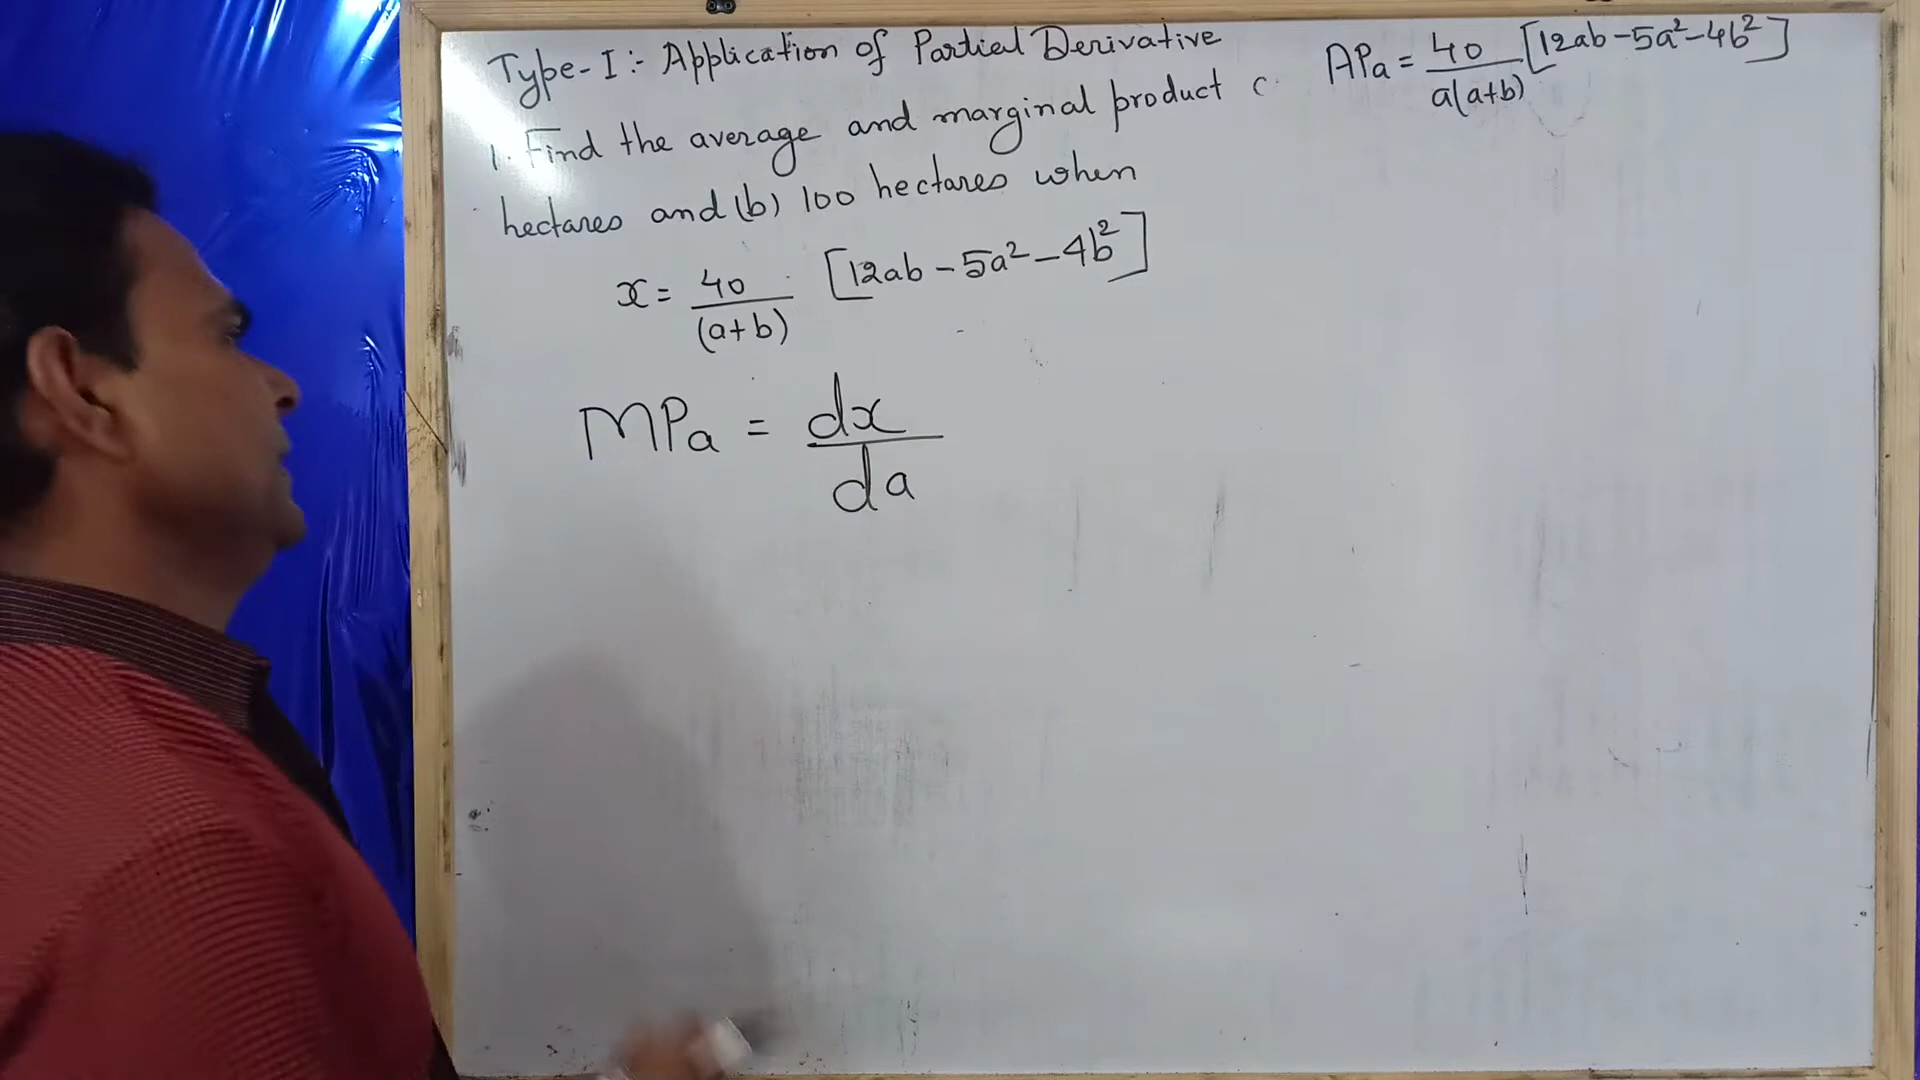 Type-I:- Application of Partial Derivative
1. Find the average and marginal product
hectares and (b) 100 hectares when
x = 40/(a+b) [12ab-5a²-4b²]
MPa = dx/da
APa = 40/a(a+b) [12ab-5a²-4b²]